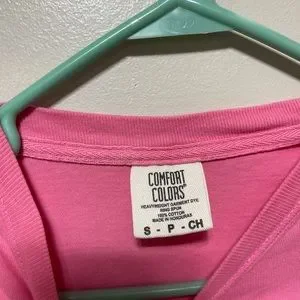 COMFORT
COLORS®
HEAVYWEIGHT GARMENT DYE
RING SPUN
100% COTTON
MADE IN HONDURAS
S - P - CH